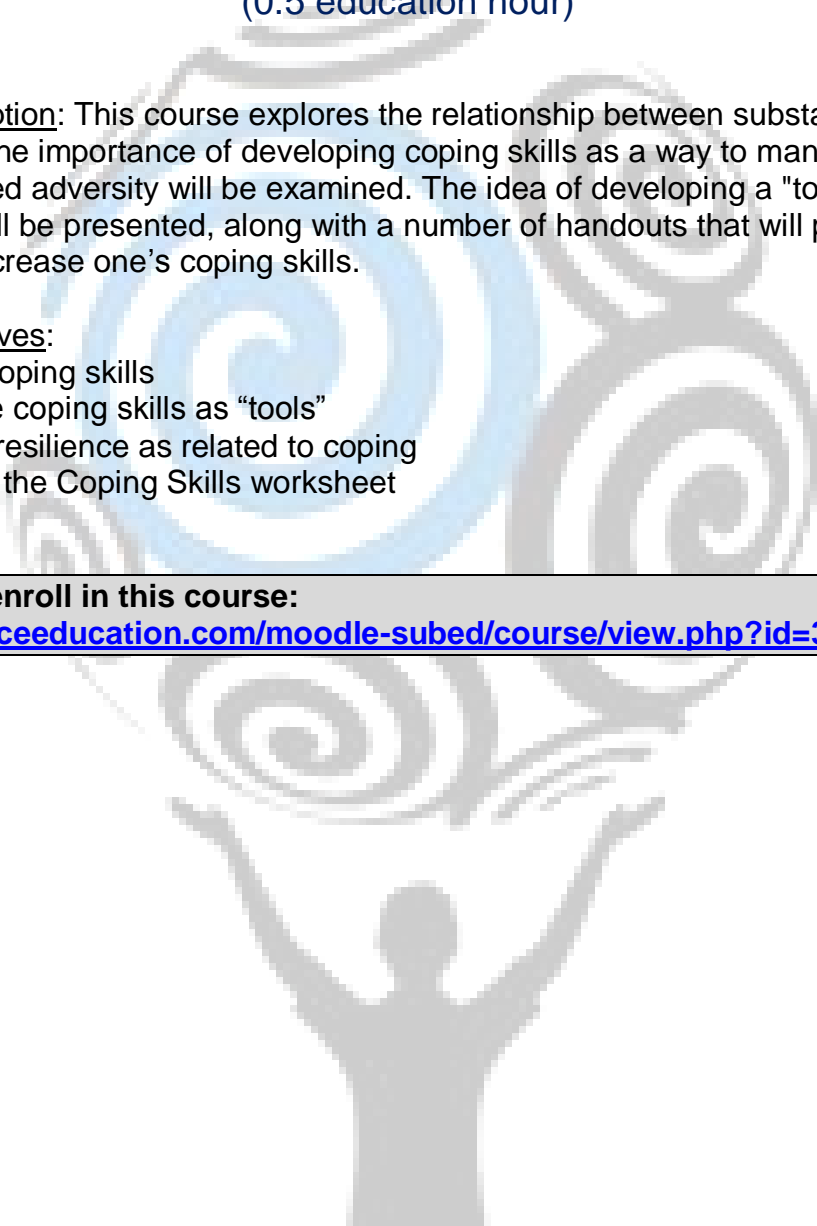 (0.5 education hour)
ption: This course explores the relationship between substa
he importance of developing coping skills as a way to man
ed adversity will be examined. The idea of developing a "to
ll be presented, along with a number of handouts that will p
crease one’s coping skills.
ves:
oping skills
e coping skills as “tools”
resilience as related to coping
the Coping Skills worksheet
enroll in this course:
ceeducation.com/moodle-subed/course/view.php?id=3